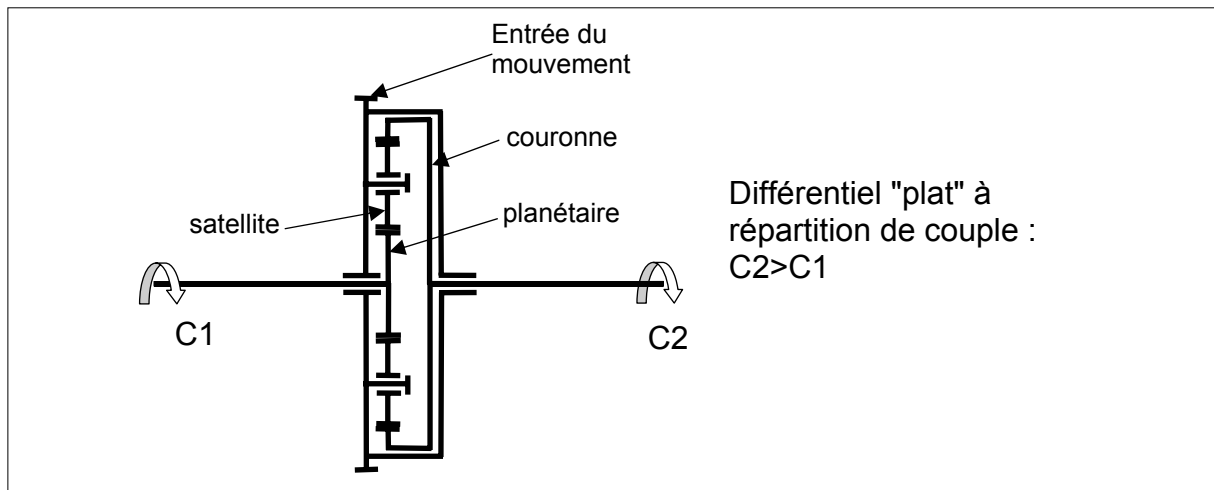 Entrée du
mouvement
couronne
satellite
planétaire
Différentiel "plat" à
répartition de couple :
C2>C1
C1
C2